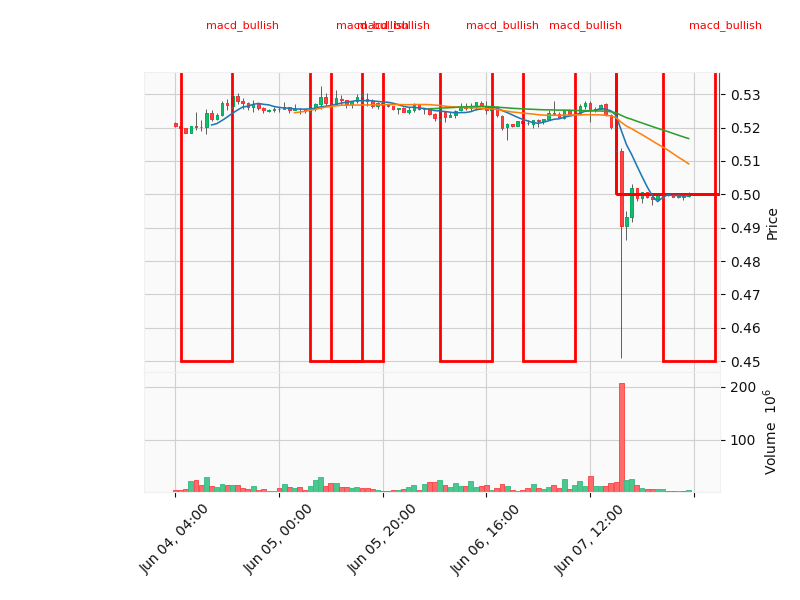 macd_bullish macd_bullish macd_bullish macd_bullish macd_bullish macd_bullish
0.53
0.52
0.51
0.50
0.49
0.48
0.47
0.46
0.45
Price
200
100
Volume 10⁶
Jun 04, 04:00
Jun 05, 00:00
Jun 05, 20:00
Jun 06, 16:00
Jun 07, 12:00